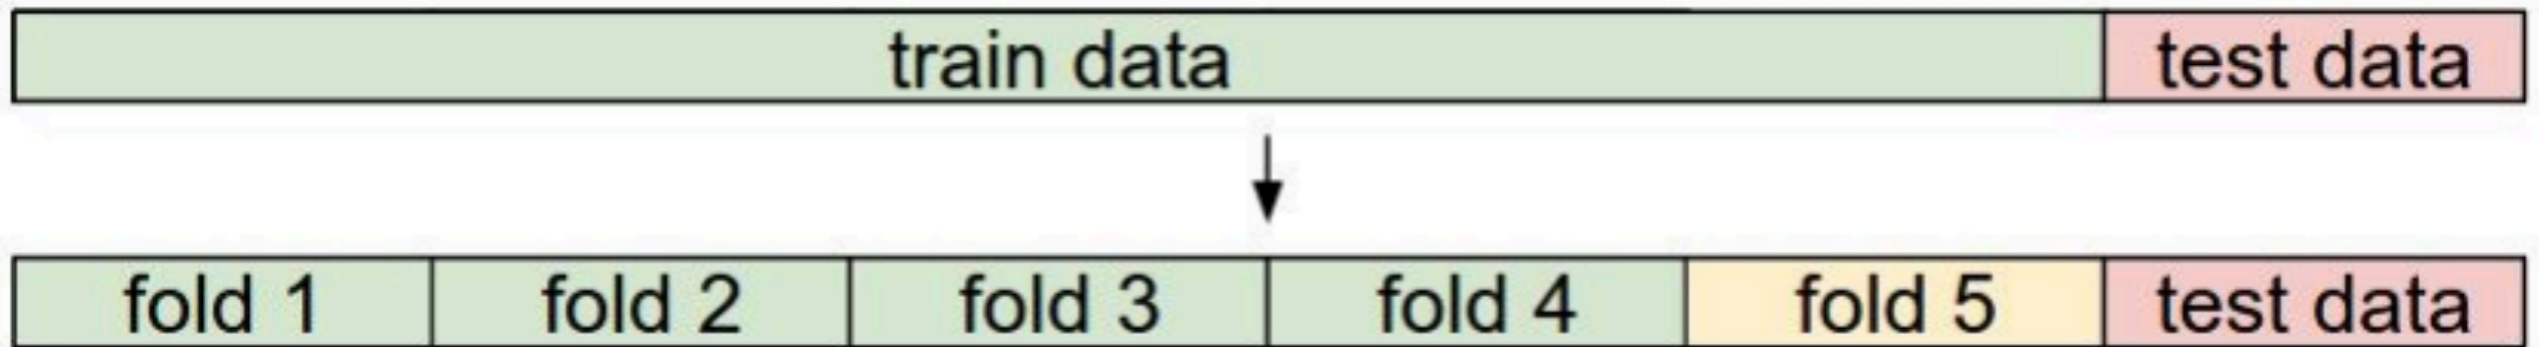 train data test data
fold 1 fold 2 fold 3 fold 4 fold 5 test data